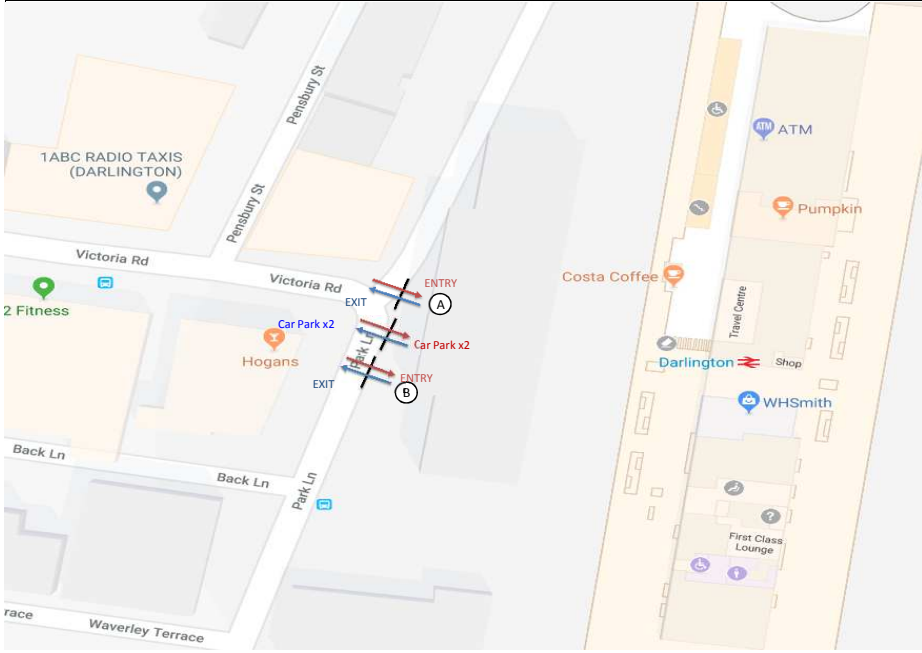 Pensbury St
ATM
ATM
1ABC RADIO TAXIS
(DARLINGTON)
Pensbury St
Pumpkin
Victoria Rd
Victoria Rd
Costa Coffee
ENTRY
2 Fitness
EXIT
A
Travel Centre
Car Park x2
Park Ln
Car Park x2
Hogans
Darlington
Shop
EXIT
ENTRY
B
WHSmith
Back Ln
Back Ln
Park Ln
?
First Class
Lounge
rrace
Waverley Terrace